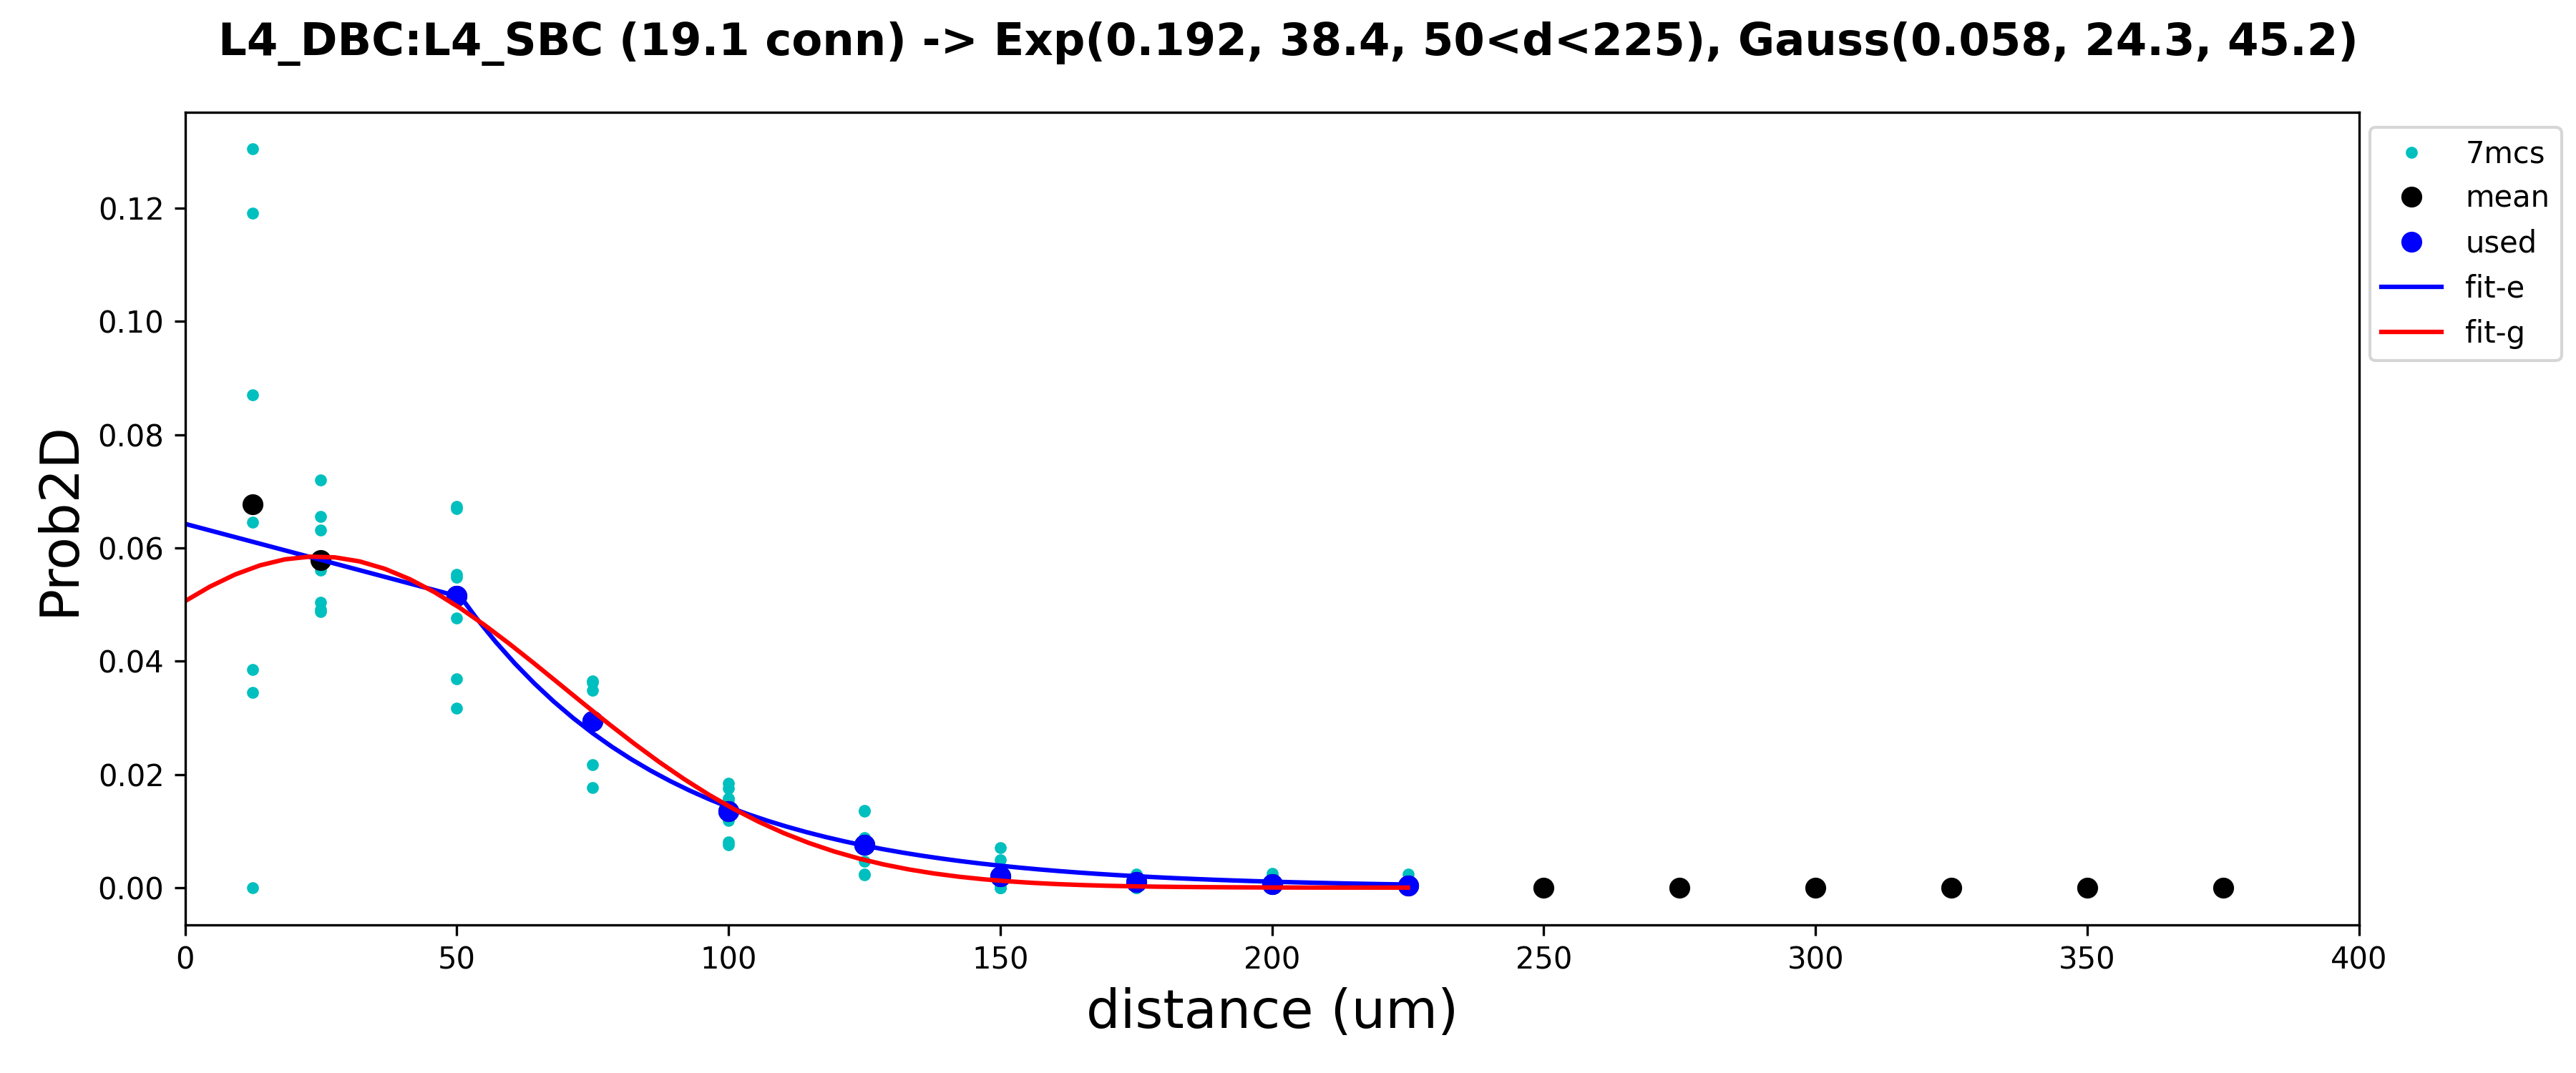 L4_DBC:L4_SBC (19.1 conn) -> Exp(0.192, 38.4, 50<d<225), Gauss(0.058, 24.3, 45.2)
7mcs
mean
used
fit-e
fit-g
Prob2D
0.12
0.10
0.08
0.06
0.04
0.02
0.00
0 50 100 150 200 250 300 350 400
distance (um)